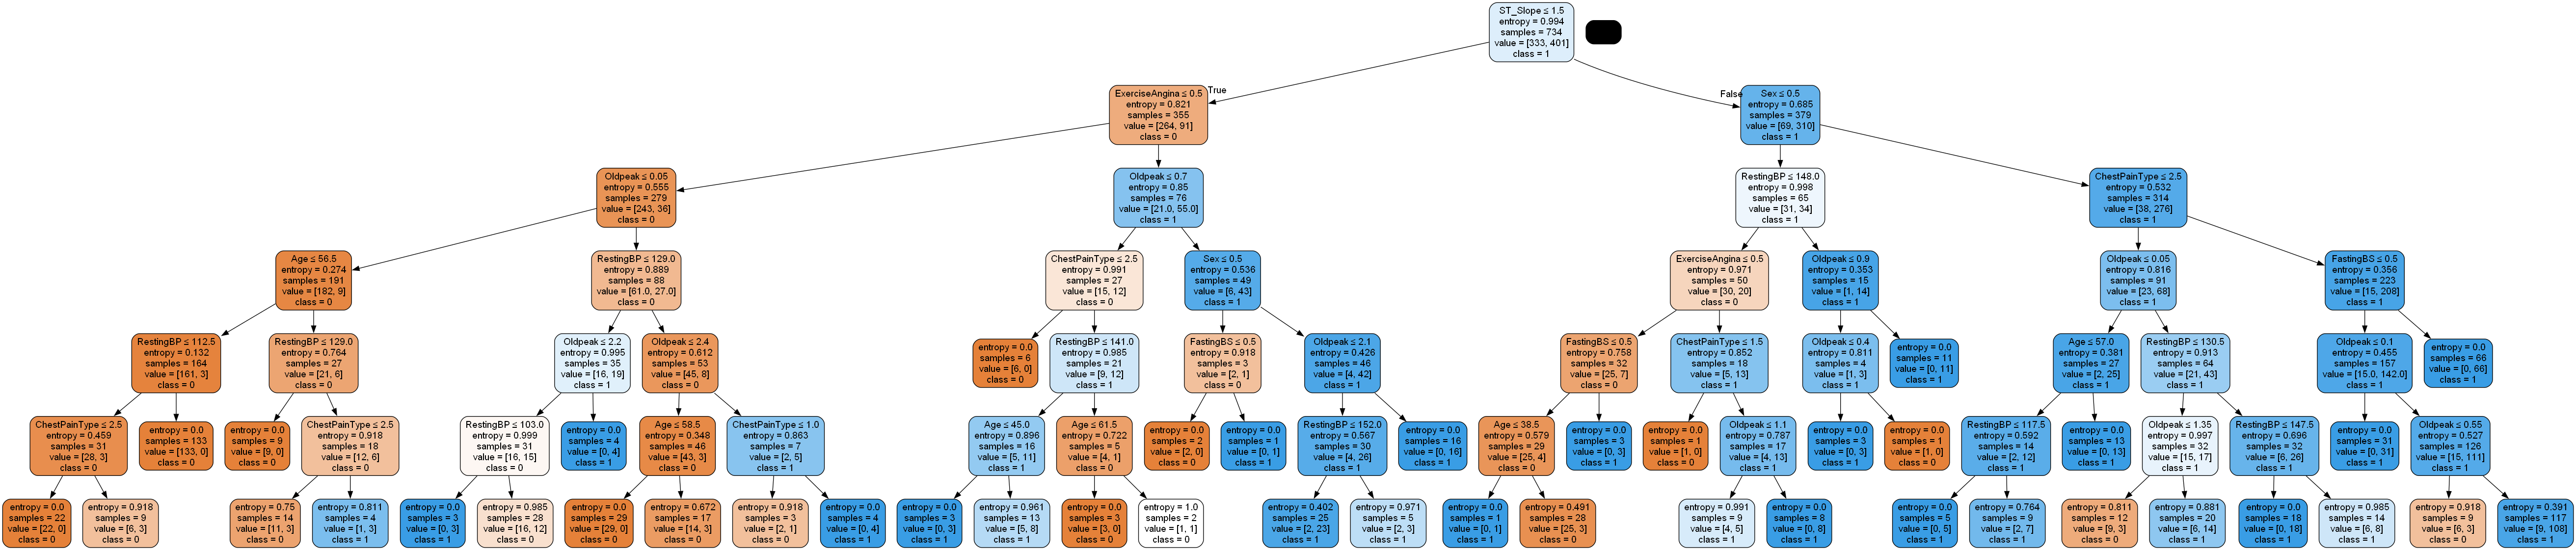 ST_Slope ≤ 1.5
entropy = 0.994
samples = 734
value = [333, 401]
class = 1
True
False
ExerciseAngina ≤ 0.5
entropy = 0.821
samples = 355
value = [264, 91]
class = 0
Sex ≤ 0.5
entropy = 0.685
samples = 379
value = [69, 310]
class = 1
Oldpeak ≤ 0.05
entropy = 0.555
samples = 279
value = [243, 36]
class = 0
Oldpeak ≤ 0.7
entropy = 0.85
samples = 76
value = [21.0, 55.0]
class = 1
RestingBP ≤ 148.0
entropy = 0.998
samples = 65
value = [31, 34]
class = 1
ChestPainType ≤ 2.5
entropy = 0.532
samples = 314
value = [38, 276]
class = 1
Age ≤ 56.5
entropy = 0.274
samples = 191
value = [182, 9]
class = 0
RestingBP ≤ 129.0
entropy = 0.889
samples = 88
value = [61.0, 27.0]
class = 0
ChestPainType ≤ 2.5
entropy = 0.991
samples = 27
value = [15, 12]
class = 0
Sex ≤ 0.5
entropy = 0.536
samples = 49
value = [6, 43]
class = 1
ExerciseAngina ≤ 0.5
entropy = 0.971
samples = 50
value = [30, 20]
class = 0
Oldpeak ≤ 0.9
entropy = 0.353
samples = 15
value = [1, 14]
class = 1
Oldpeak ≤ 0.05
entropy = 0.816
samples = 91
value = [23, 68]
class = 1
FastingBS ≤ 0.5
entropy = 0.356
samples = 223
value = [15, 208]
class = 1
RestingBP ≤ 112.5
entropy = 0.132
samples = 164
value = [161, 3]
class = 0
RestingBP ≤ 129.0
entropy = 0.764
samples = 27
value = [21, 6]
class = 0
Oldpeak ≤ 2.2
entropy = 0.995
samples = 35
value = [16, 19]
class = 1
Oldpeak ≤ 2.4
entropy = 0.612
samples = 53
value = [45, 8]
class = 0
entropy = 0.0
samples = 6
value = [6, 0]
class = 0
RestingBP ≤ 141.0
entropy = 0.985
samples = 21
value = [9, 12]
class = 1
FastingBS ≤ 0.5
entropy = 0.918
samples = 3
value = [2, 1]
class = 0
Oldpeak ≤ 2.1
entropy = 0.426
samples = 46
value = [4, 42]
class = 1
FastingBS ≤ 0.5
entropy = 0.758
samples = 32
value = [25, 7]
class = 0
ChestPainType ≤ 1.5
entropy = 0.852
samples = 18
value = [5, 13]
class = 1
Oldpeak ≤ 0.4
entropy = 0.811
samples = 4
value = [1, 3]
class = 1
entropy = 0.0
samples = 11
value = [0, 11]
class = 1
Age ≤ 57.0
entropy = 0.381
samples = 27
value = [2, 25]
class = 1
RestingBP ≤ 130.5
entropy = 0.913
samples = 64
value = [21, 43]
class = 1
Oldpeak ≤ 0.1
entropy = 0.455
samples = 157
value = [15.0, 142.0]
class = 1
entropy = 0.0
samples = 66
value = [0, 66]
class = 1
ChestPainType ≤ 2.5
entropy = 0.459
samples = 31
value = [28, 3]
class = 0
entropy = 0.0
samples = 133
value = [133, 0]
class = 0
entropy = 0.0
samples = 9
value = [9, 0]
class = 0
ChestPainType ≤ 2.5
entropy = 0.918
samples = 18
value = [12, 6]
class = 0
RestingBP ≤ 103.0
entropy = 0.999
samples = 31
value = [16, 15]
class = 0
entropy = 0.0
samples = 4
value = [0, 4]
class = 1
Age ≤ 58.5
entropy = 0.348
samples = 46
value = [43, 3]
class = 0
ChestPainType ≤ 1.0
entropy = 0.863
samples = 7
value = [2, 5]
class = 1
Age ≤ 45.0
entropy = 0.896
samples = 16
value = [5, 11]
class = 1
Age ≤ 61.5
entropy = 0.722
samples = 5
value = [4, 1]
class = 0
entropy = 0.0
samples = 2
value = [2, 0]
class = 0
entropy = 0.0
samples = 1
value = [0, 1]
class = 1
RestingBP ≤ 152.0
entropy = 0.567
samples = 30
value = [4, 26]
class = 1
entropy = 0.0
samples = 16
value = [0, 16]
class = 1
Age ≤ 38.5
entropy = 0.579
samples = 29
value = [25, 4]
class = 0
entropy = 0.0
samples = 3
value = [0, 3]
class = 1
entropy = 0.0
samples = 1
value = [1, 0]
class = 0
Oldpeak ≤ 1.1
entropy = 0.787
samples = 17
value = [4, 13]
class = 1
entropy = 0.0
samples = 3
value = [0, 3]
class = 1
entropy = 0.0
samples = 1
value = [1, 0]
class = 0
RestingBP ≤ 117.5
entropy = 0.592
samples = 14
value = [2, 12]
class = 1
entropy = 0.0
samples = 13
value = [0, 13]
class = 1
Oldpeak ≤ 1.35
entropy = 0.997
samples = 32
value = [15, 17]
class = 1
RestingBP ≤ 147.5
entropy = 0.696
samples = 32
value = [6, 26]
class = 1
entropy = 0.0
samples = 31
value = [0, 31]
class = 1
Oldpeak ≤ 0.55
entropy = 0.527
samples = 126
value = [15, 111]
class = 1
entropy = 0.0
samples = 22
value = [22, 0]
class = 0
entropy = 0.918
samples = 9
value = [6, 3]
class = 0
entropy = 0.75
samples = 14
value = [11, 3]
class = 0
entropy = 0.811
samples = 4
value = [1, 3]
class = 1
entropy = 0.0
samples = 3
value = [0, 3]
class = 1
entropy = 0.985
samples = 28
value = [16, 12]
class = 0
entropy = 0.0
samples = 29
value = [29, 0]
class = 0
entropy = 0.672
samples = 17
value = [14, 3]
class = 0
entropy = 0.918
samples = 3
value = [2, 1]
class = 0
entropy = 0.0
samples = 4
value = [0, 4]
class = 1
entropy = 0.0
samples = 3
value = [0, 3]
class = 1
entropy = 0.961
samples = 13
value = [5, 8]
class = 1
entropy = 0.0
samples = 3
value = [3, 0]
class = 0
entropy = 1.0
samples = 2
value = [1, 1]
class = 0
entropy = 0.402
samples = 25
value = [2, 23]
class = 1
entropy = 0.971
samples = 5
value = [2, 3]
class = 1
entropy = 0.0
samples = 1
value = [0, 1]
class = 1
entropy = 0.491
samples = 28
value = [25, 3]
class = 0
entropy = 0.991
samples = 9
value = [4, 5]
class = 1
entropy = 0.0
samples = 8
value = [0, 8]
class = 1
entropy = 0.0
samples = 5
value = [0, 5]
class = 1
entropy = 0.764
samples = 9
value = [2, 7]
class = 1
entropy = 0.811
samples = 12
value = [9, 3]
class = 0
entropy = 0.881
samples = 20
value = [6, 14]
class = 1
entropy = 0.0
samples = 18
value = [0, 18]
class = 1
entropy = 0.985
samples = 14
value = [6, 8]
class = 1
entropy = 0.918
samples = 9
value = [6, 3]
class = 0
entropy = 0.391
samples = 117
value = [9, 108]
class = 1